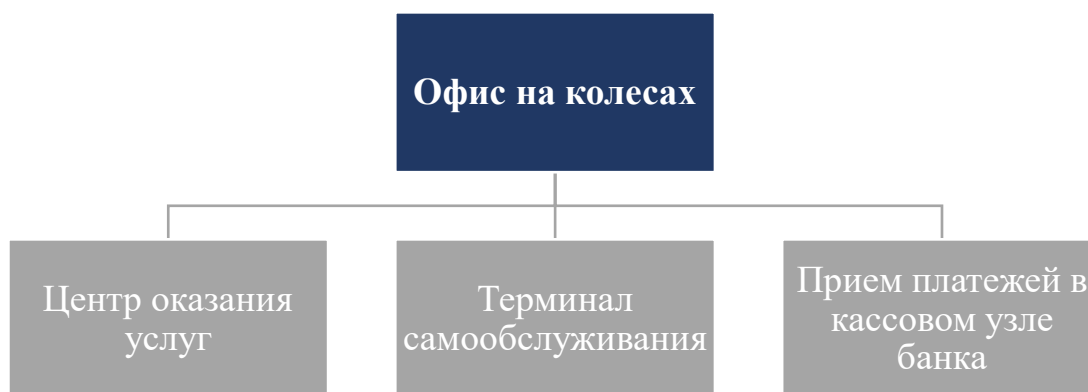 Офис на колесах
Центр оказания
услуг
Терминал
самообслуживания
Прием платежей в
кассовом узле
банка